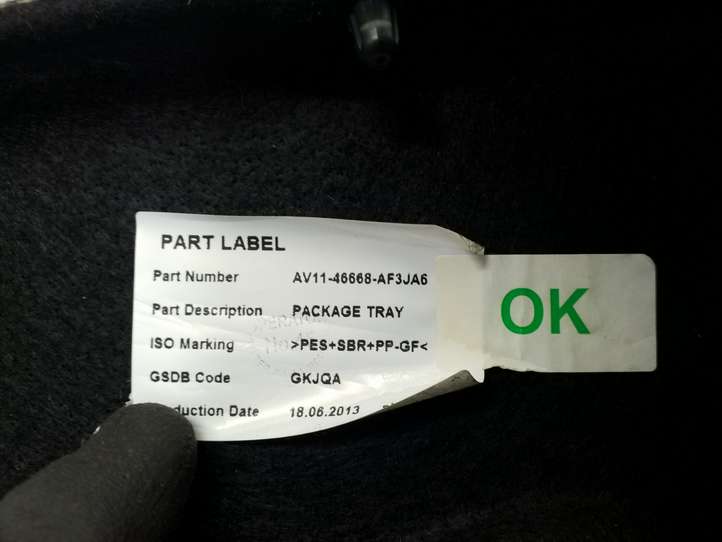 PART LABEL
Part Number AV11-46668-AF3JA6
Part Description PACKAGE TRAY
ISO Marking >PES+SBR+PP-GF<
GSDB Code GKJQA
Date 18.06.2013
OK